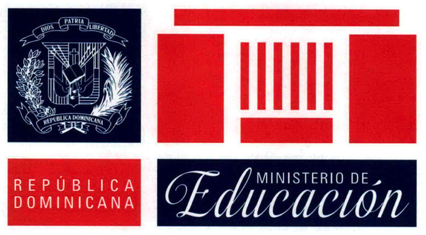 DIOS PATRIA LIBERTAD
REPÚBLICA DOMINICANA
REPÚBLICA
DOMINICANA
MINISTERIO DE
Educación